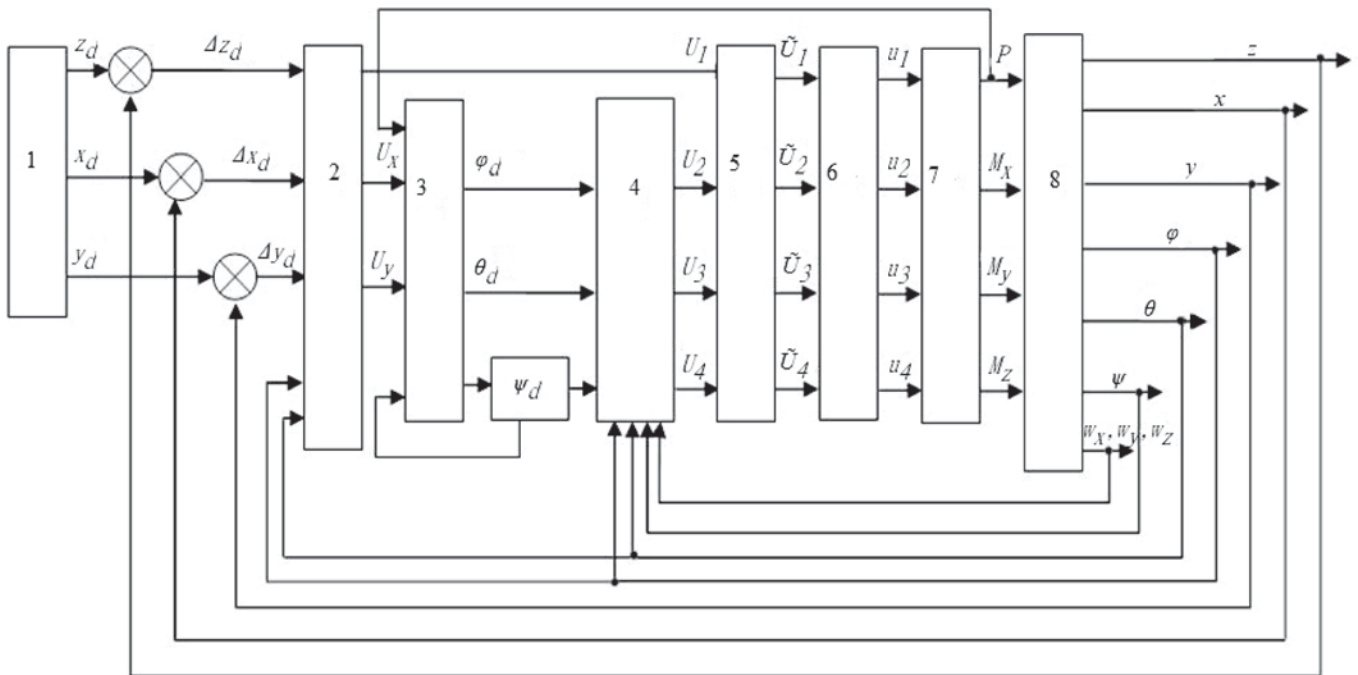 z_d Δz_d U_1 Ũ_1 u_1 P z
x
1 x_d Δx_d 2 U_x 3 φ_d 4 U_2 5 Ũ_2 6 u_2 7 M_x 8 y
φ
y_d Δy_d U_y θ_d U_3 Ũ_3 u_3 M_y θ
ψ_d U_4 Ũ_4 u_4 M_z ψ
w_x, w_y, w_z